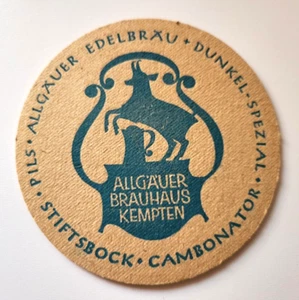 PILS · ALLGÄUER EDELBRÄU · DUNKEL-SPEZIAL · CAMBONATOR · STIFTSBOCK ·
ALLGÄUER
BRAUHAUS
KEMPTEN